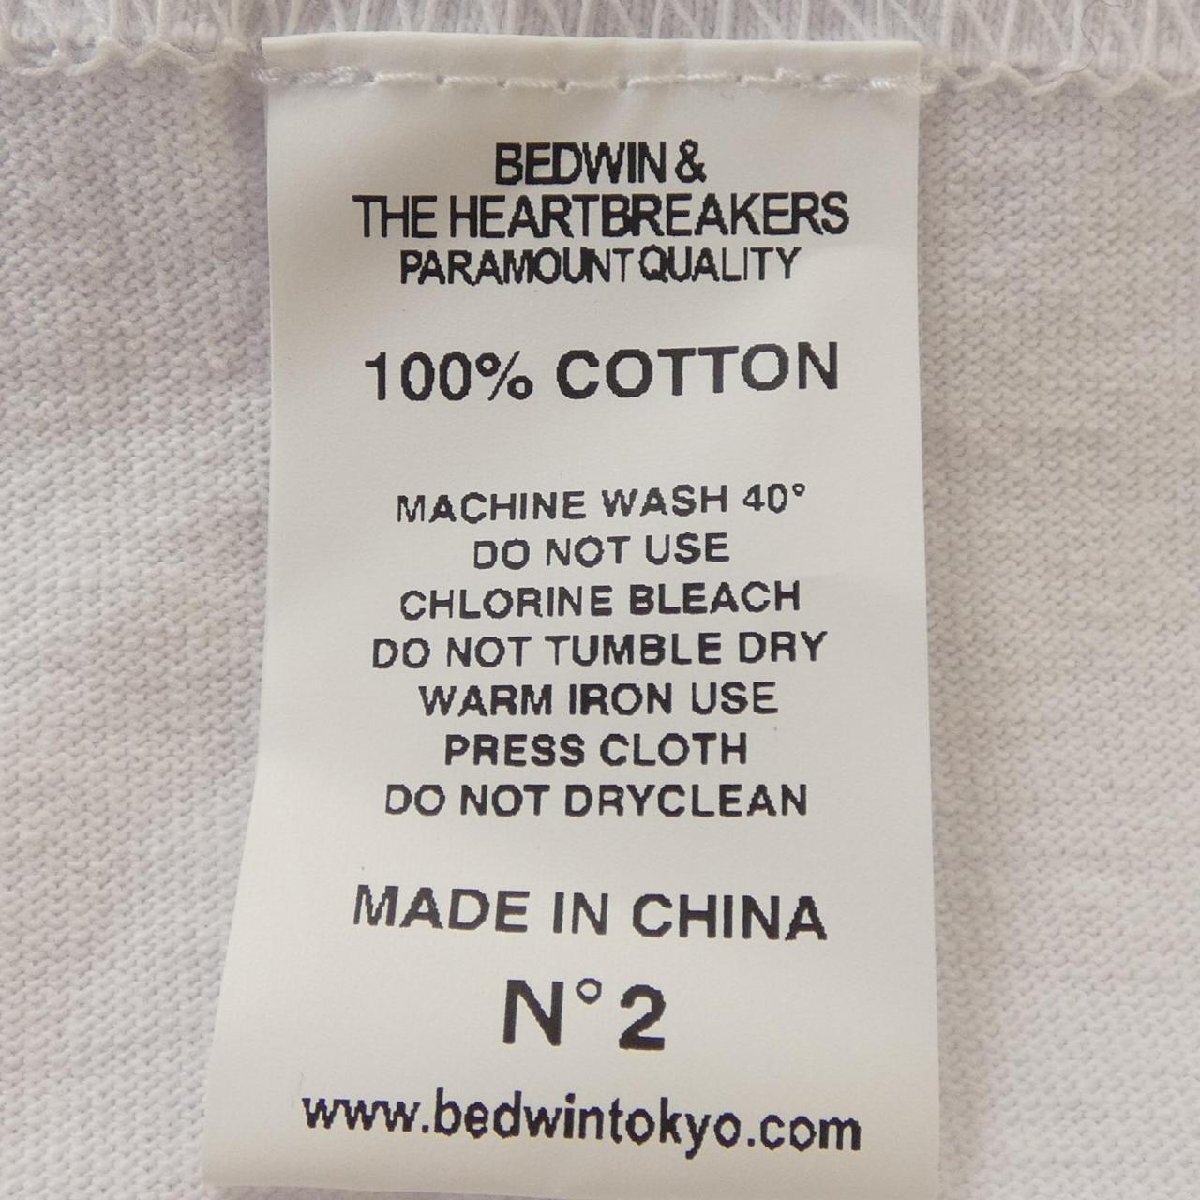 BEDWIN &
THE HEARTBREAKERS
PARAMOUNT QUALITY
100% COTTON
MACHINE WASH 40°
DO NOT USE
CHLORINE BLEACH
DO NOT TUMBLE DRY
WARM IRON USE
PRESS CLOTH
DO NOT DRYCLEAN
MADE IN CHINA
N° 2
www.bedwintokyo.com